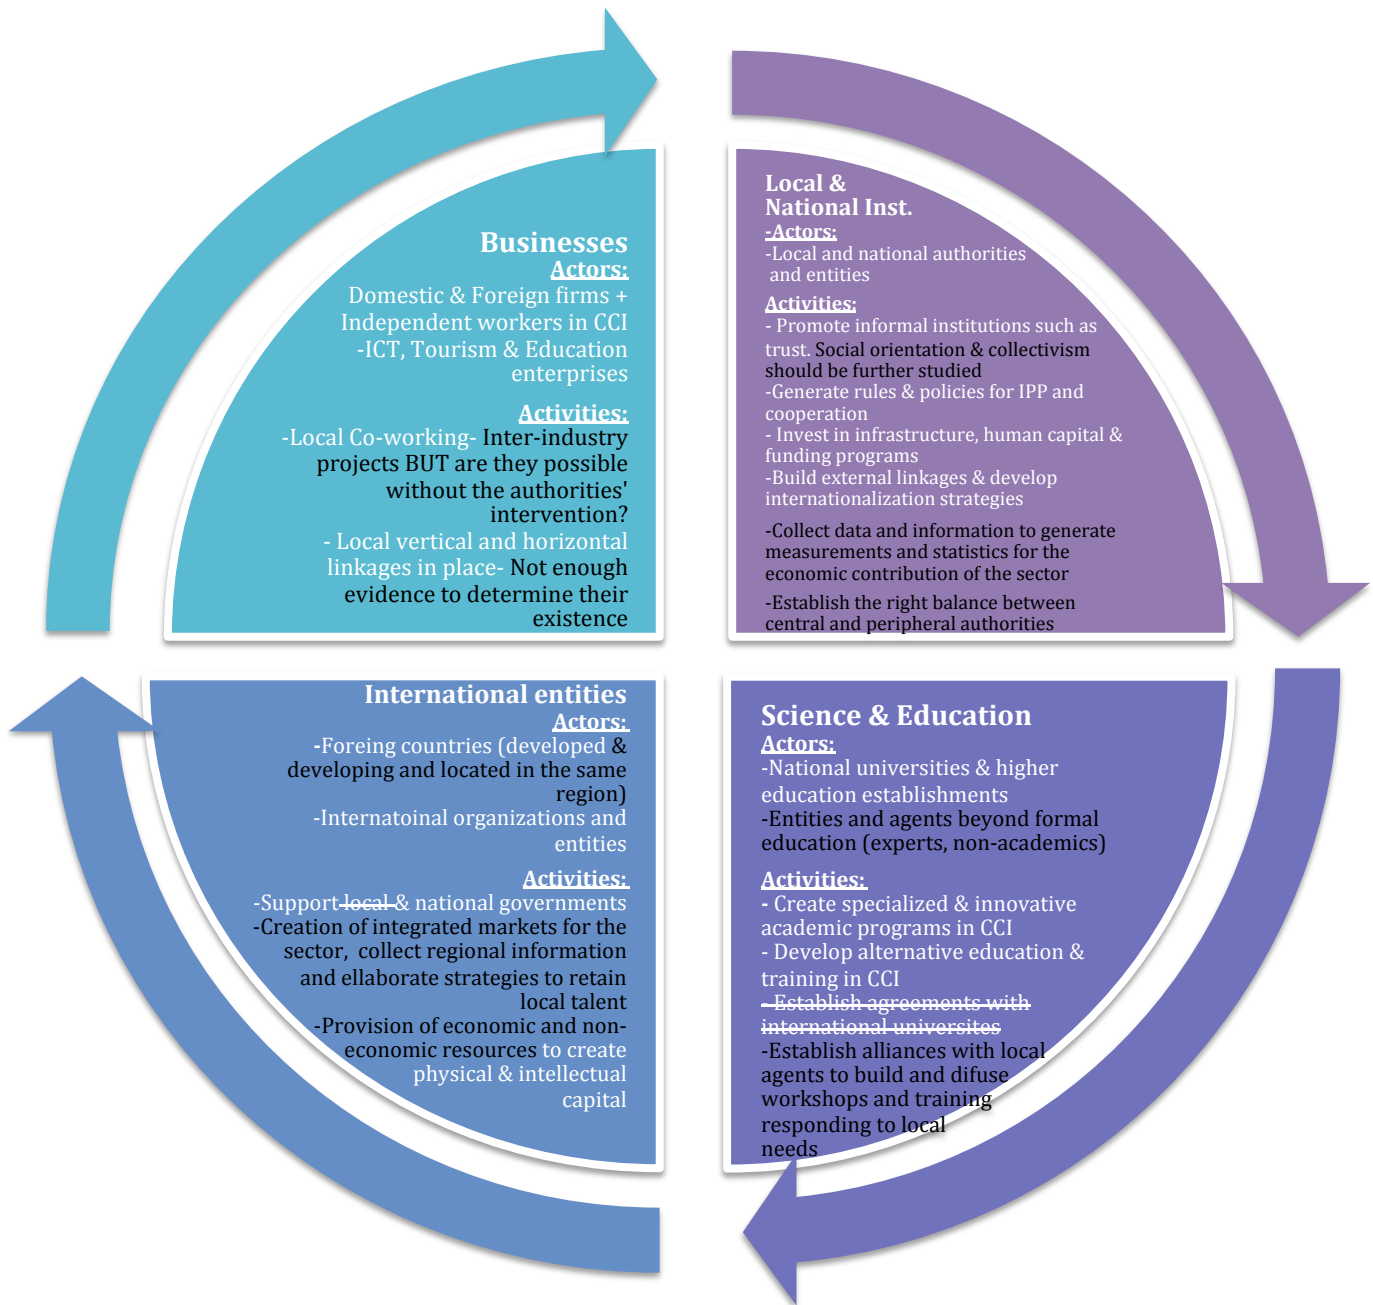 Businesses
Actors:
Domestic & Foreign firms +
Independent workers in CCI
-ICT, Tourism & Education
enterprises
Activities:
-Local Co-working- Inter-industry
projects BUT are they possible
without the authorities'
intervention?
- Local vertical and horizontal
linkages in place- Not enough
evidence to determine their
existence
Local &
National Inst.
-Actors:
-Local and national authorities
and entities
Activities:
- Promote informal institutions such as
trust. Social orientation & collectivism
should be further studied
-Generate rules & policies for IPP and
cooperation
- Invest in infrastructure, human capital &
funding programs
-Build external linkages & develop
internationalization strategies
-Collect data and information to generate
measurements and statistics for the
economic contribution of the sector
-Establish the right balance between
central and peripheral authorities
International entities
Actors:
-Foreing countries (developed &
developing and located in the same
region)
-Internatoinal organizations and
entities
Activities:
-Support local & national governments
-Creation of integrated markets for the
sector, collect regional information
and ellaborate strategies to retain
local talent
-Provision of economic and non-
economic resources to create
physical & intellectual
capital
Science & Education
Actors:
-National universities & higher
education establishments
-Entities and agents beyond formal
education (experts, non-academics)
Activities:
- Create specialized & innovative
academic programs in CCI
- Develop alternative education &
training in CCI
- Establish agreements with
international universites
-Establish alliances with local
agents to build and difuse
workshops and training
responding to local
needs